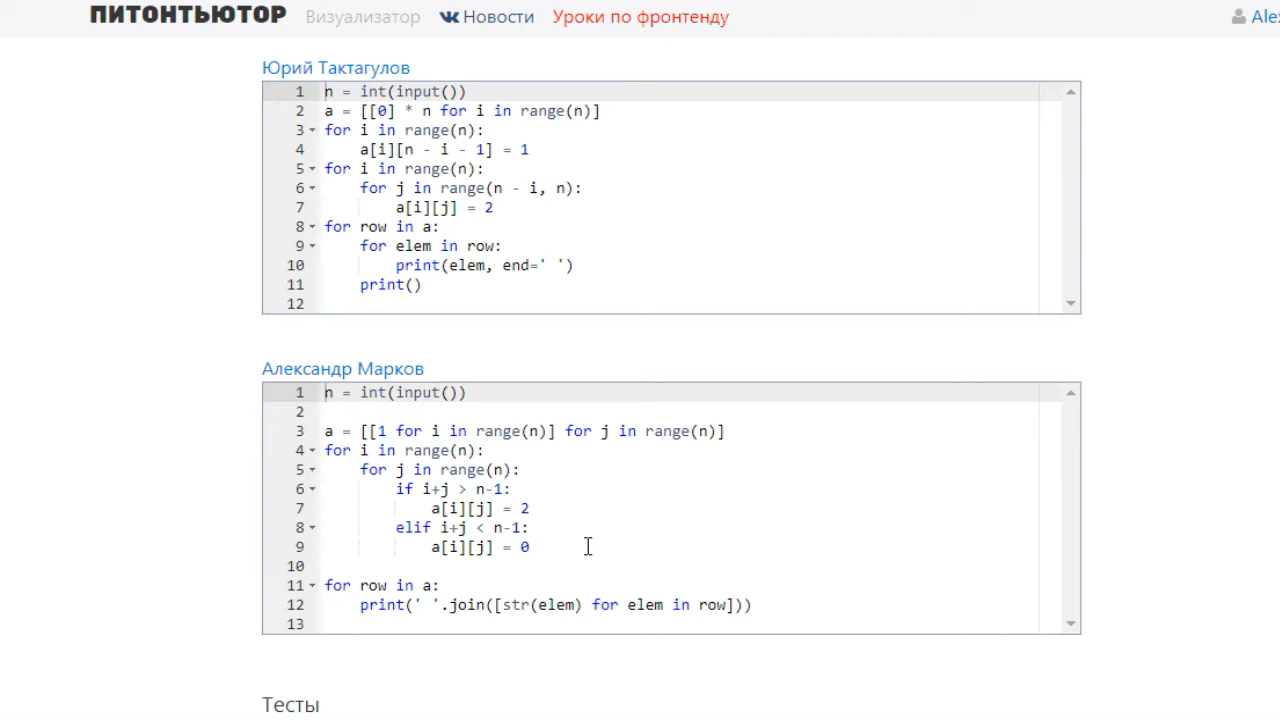 ПИТОНТЬЮТОР Визуализатор Новости Уроки по фронтенду Ale
Юрий Тактагулов
1 n = int(input())
2 a = [[0] * n for i in range(n)]
3 for i in range(n):
4     a[i][n - i - 1] = 1
5 for i in range(n):
6     for j in range(n - i, n):
7         a[i][j] = 2
8 for row in a:
9     for elem in row:
10         print(elem, end=' ')
11     print()
12
Александр Марков
1 n = int(input())
2
3 a = [[1 for i in range(n)] for j in range(n)]
4 for i in range(n):
5     for j in range(n):
6         if i+j > n-1:
7             a[i][j] = 2
8         elif i+j < n-1:
9             a[i][j] = 0
10
11 for row in a:
12     print(' '.join([str(elem) for elem in row]))
13
Тесты